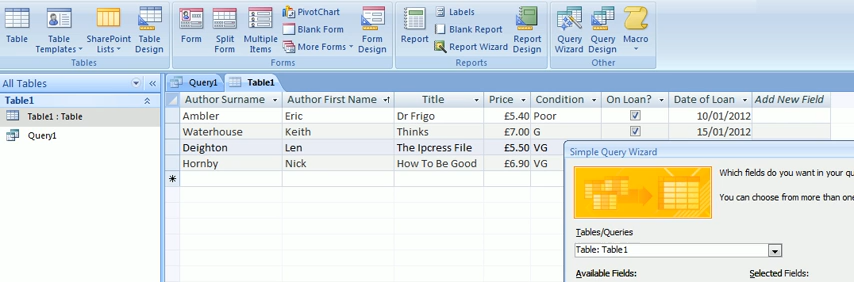 Table Table Templates SharePoint Lists Table Design
Tables
Form Split Form Multiple Items PivotChart Blank Form More Forms Form Design
Forms
Report Labels Blank Report Report Wizard Report Design
Reports
Query Wizard Query Design Macro
Other
All Tables «
Table1
Table1 : Table
Query1
Query1 Table1
Author Surname Author First Name Title Price Condition On Loan? Date of Loan Add New Field
Ambler Eric Dr Frigo £5.40 Poor 10/01/2012
Waterhouse Keith Thinks £7.00 G 15/01/2012
Deighton Len The Ipcress File £5.50 VG
Hornby Nick How To Be Good £6.90 VG
*
Simple Query Wizard
Which fields do you want in your qu
You can choose from more than one
Tables/Queries
Table: Table1
Available Fields: Selected Fields: